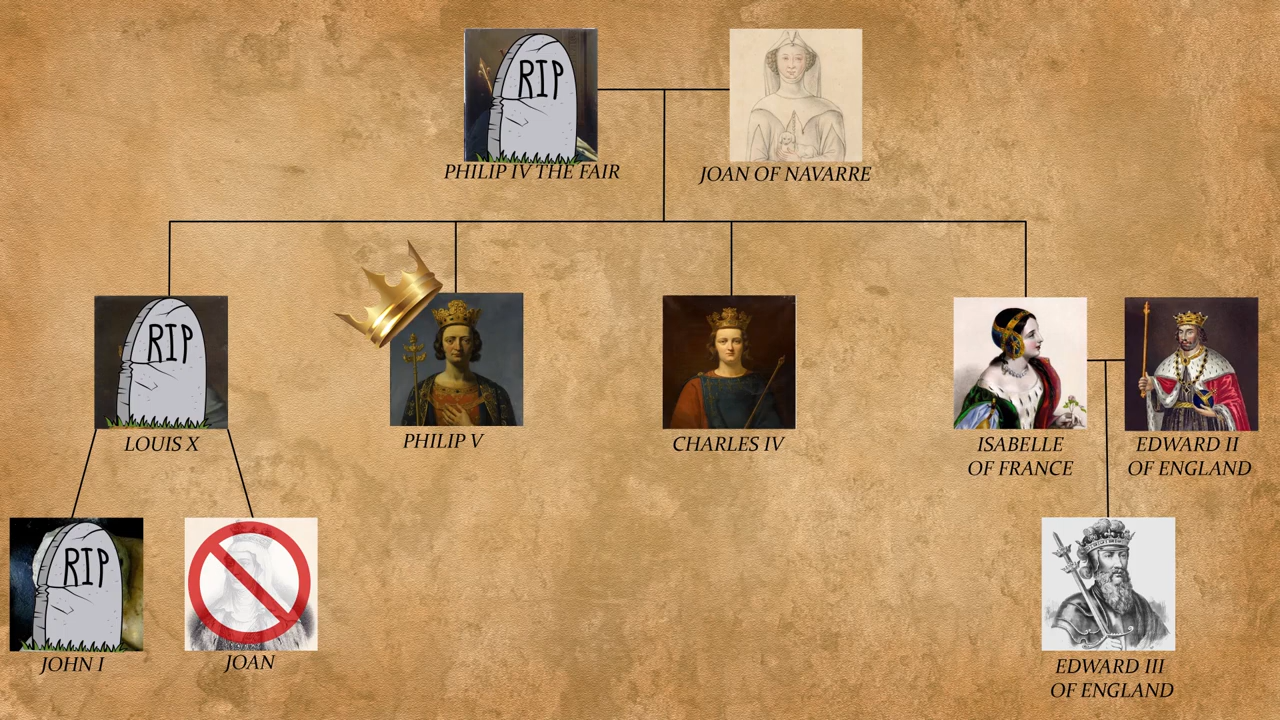 RIP
PHILIP IV THE FAIR
JOAN OF NAVARRE
RIP
LOUIS X
PHILIP V
CHARLES IV
ISABELLE
OF FRANCE
EDWARD II
OF ENGLAND
RIP
JOHN I
JOAN
EDWARD III
OF ENGLAND